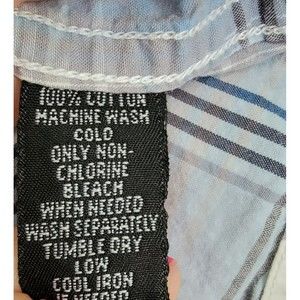 100% COTTON
MACHINE WASH
COLD
ONLY NON-
CHLORINE
BLEACH
WHEN NEEDED
WASH SEPARATELY
TUMBLE DRY
LOW
COOL IRON
IF NEEDED